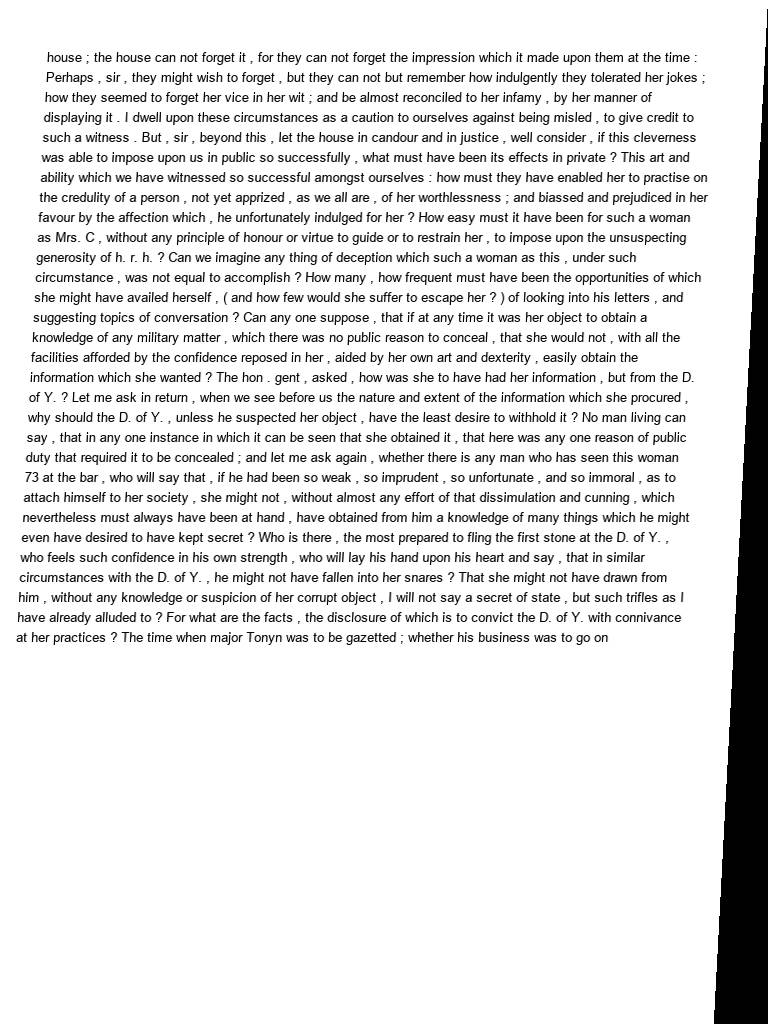 house ; the house can not forget it , for they can not forget the impression which it made upon them at the time :
Perhaps , sir , they might wish to forget , but they can not but remember how indulgently they tolerated her jokes ;
how they seemed to forget her vice in her wit ; and be almost reconciled to her infamy , by her manner of
displaying it . I dwell upon these circumstances as a caution to ourselves against being misled , to give credit to
such a witness . But , sir , beyond this , let the house in candour and in justice , well consider , if this cleverness
was able to impose upon us in public so successfully , what must have been its effects in private ? This art and
ability which we have witnessed so successful amongst ourselves : how must they have enabled her to practise on
the credulity of a person , not yet apprized , as we all are , of her worthlessness ; and biassed and prejudiced in her
favour by the affection which , he unfortunately indulged for her ? How easy must it have been for such a woman
as Mrs. C , without any principle of honour or virtue to guide or to restrain her , to impose upon the unsuspecting
generosity of h. r. h. ? Can we imagine any thing of deception which such a woman as this , under such
circumstance , was not equal to accomplish ? How many , how frequent must have been the opportunities of which
she might have availed herself , ( and how few would she suffer to escape her ? ) of looking into his letters , and
suggesting topics of conversation ? Can any one suppose , that if at any time it was her object to obtain a
knowledge of any military matter , which there was no public reason to conceal , that she would not , with all the
facilities afforded by the confidence reposed in her , aided by her own art and dexterity , easily obtain the
information which she wanted ? The hon . gent , asked , how was she to have had her information , but from the D.
of Y. ? Let me ask in return , when we see before us the nature and extent of the information which she procured ,
why should the D. of Y. , unless he suspected her object , have the least desire to withhold it ? No man living can
say , that in any one instance in which it can be seen that she obtained it , that here was any one reason of public
duty that required it to be concealed ; and let me ask again , whether there is any man who has seen this woman
73 at the bar , who will say that , if he had been so weak , so imprudent , so unfortunate , and so immoral , as to
attach himself to her society , she might not , without almost any effort of that dissimulation and cunning , which
nevertheless must always have been at hand , have obtained from him a knowledge of many things which he might
even have desired to have kept secret ? Who is there , the most prepared to fling the first stone at the D. of Y. ,
who feels such confidence in his own strength , who will lay his hand upon his heart and say , that in similar
circumstances with the D. of Y. , he might not have fallen into her snares ? That she might not have drawn from
him , without any knowledge or suspicion of her corrupt object , I will not say a secret of state , but such trifles as I
have already alluded to ? For what are the facts , the disclosure of which is to convict the D. of Y. with connivance
at her practices ? The time when major Tonyn was to be gazetted ; whether his business was to go on